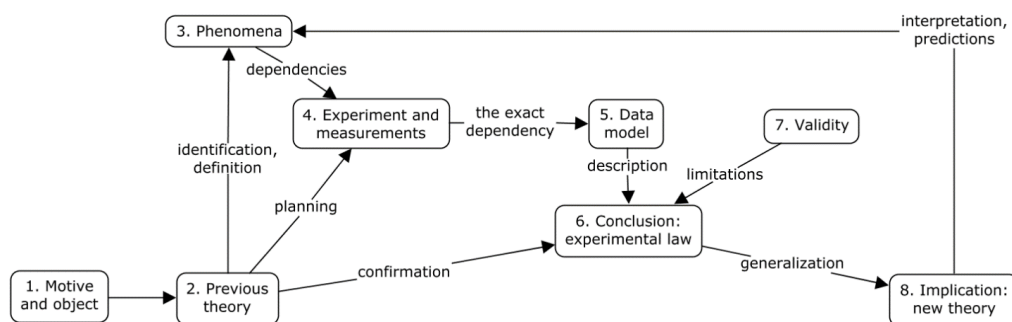 interpretation,
predictions
3. Phenomena
dependencies
4. Experiment and
measurements
the exact
dependency
5. Data
model
7. Validity
identification,
definition
description
limitations
planning
6. Conclusion:
experimental law
confirmation
generalization
1. Motive
and object
2. Previous
theory
8. Implication:
new theory